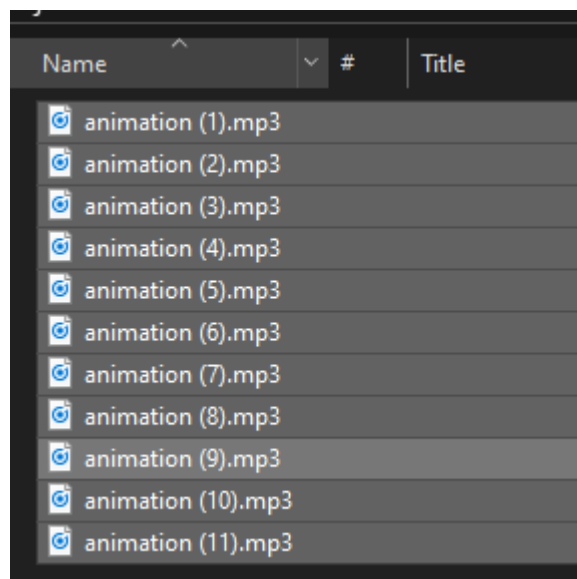 Name # Title
animation (1).mp3
animation (2).mp3
animation (3).mp3
animation (4).mp3
animation (5).mp3
animation (6).mp3
animation (7).mp3
animation (8).mp3
animation (9).mp3
animation (10).mp3
animation (11).mp3